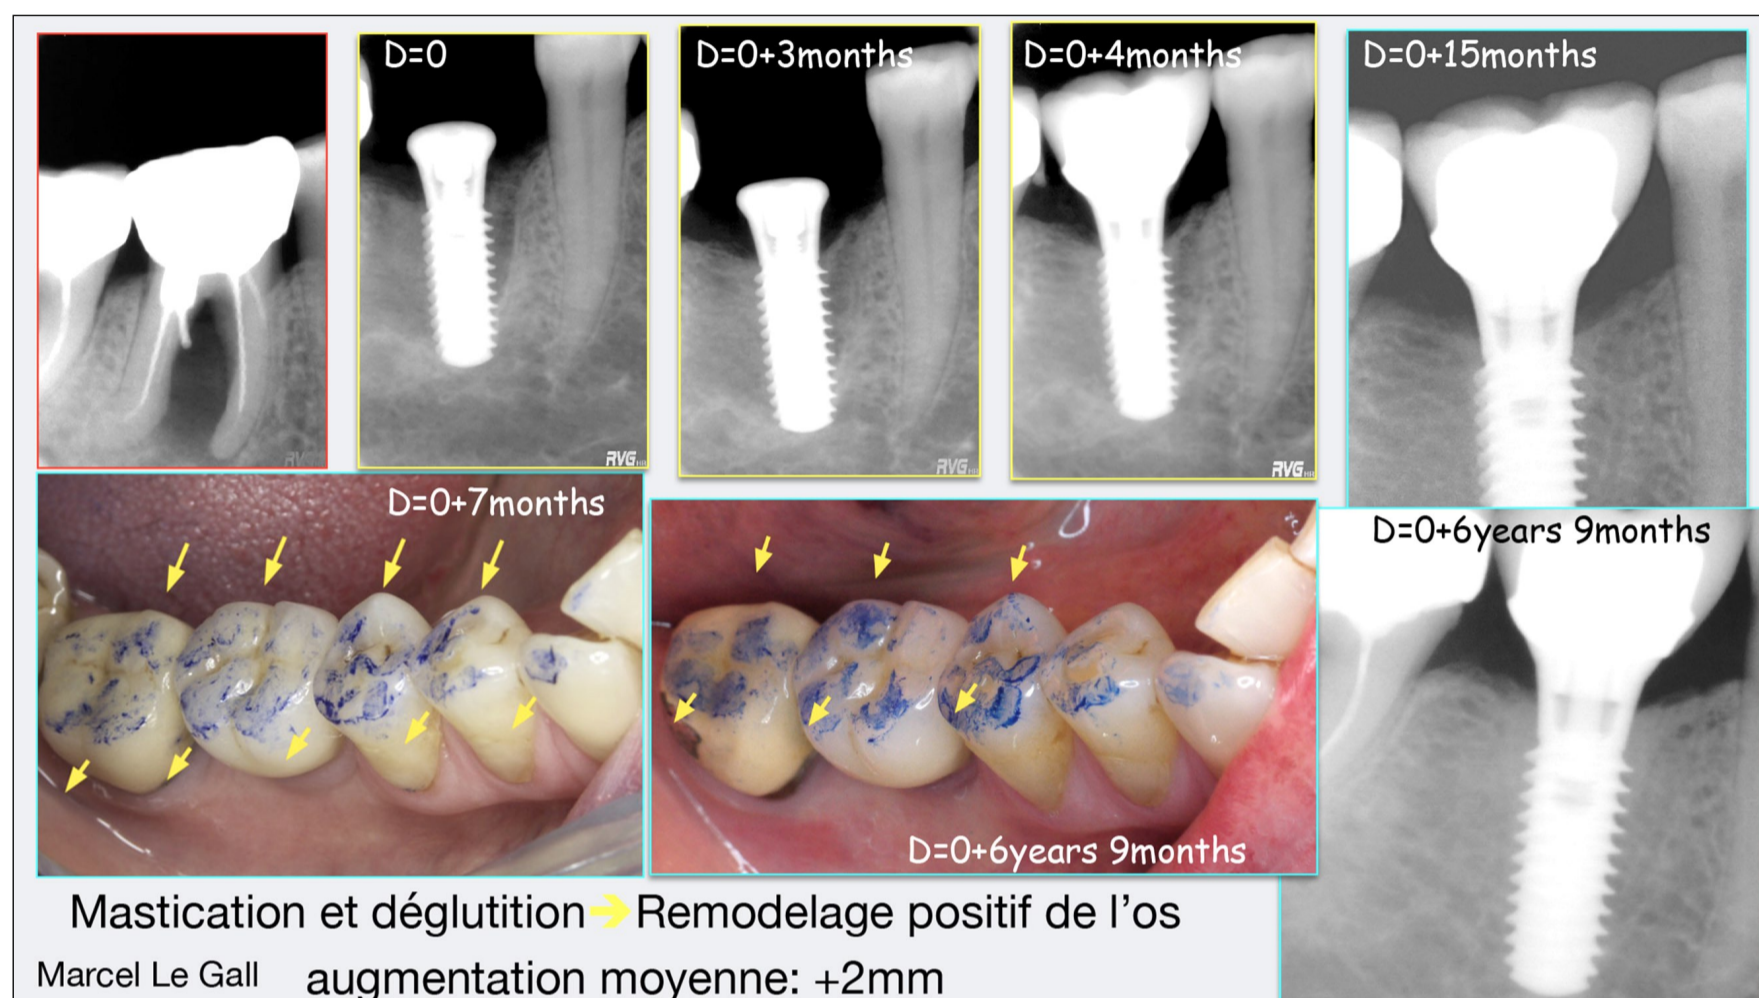 D=0
D=0+3months
D=0+4months
D=0+15months
RVG
RVG
RVG
RVG
D=0+7months
D=0+6years 9months
D=0+6years 9months
Mastication et déglutition➔Remodelage positif de l'os
Marcel Le Gall
augmentation moyenne: +2mm